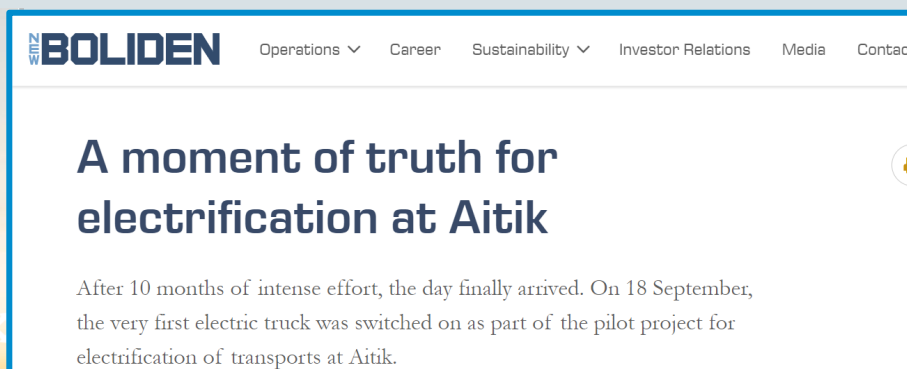 NEW BOLIDEN Operations Career Sustainability Investor Relations Media
A moment of truth for
electrification at Aitik
After 10 months of intense effort, the day finally arrived. On 18 September,
the very first electric truck was switched on as part of the pilot project for
electrification of transports at Aitik.